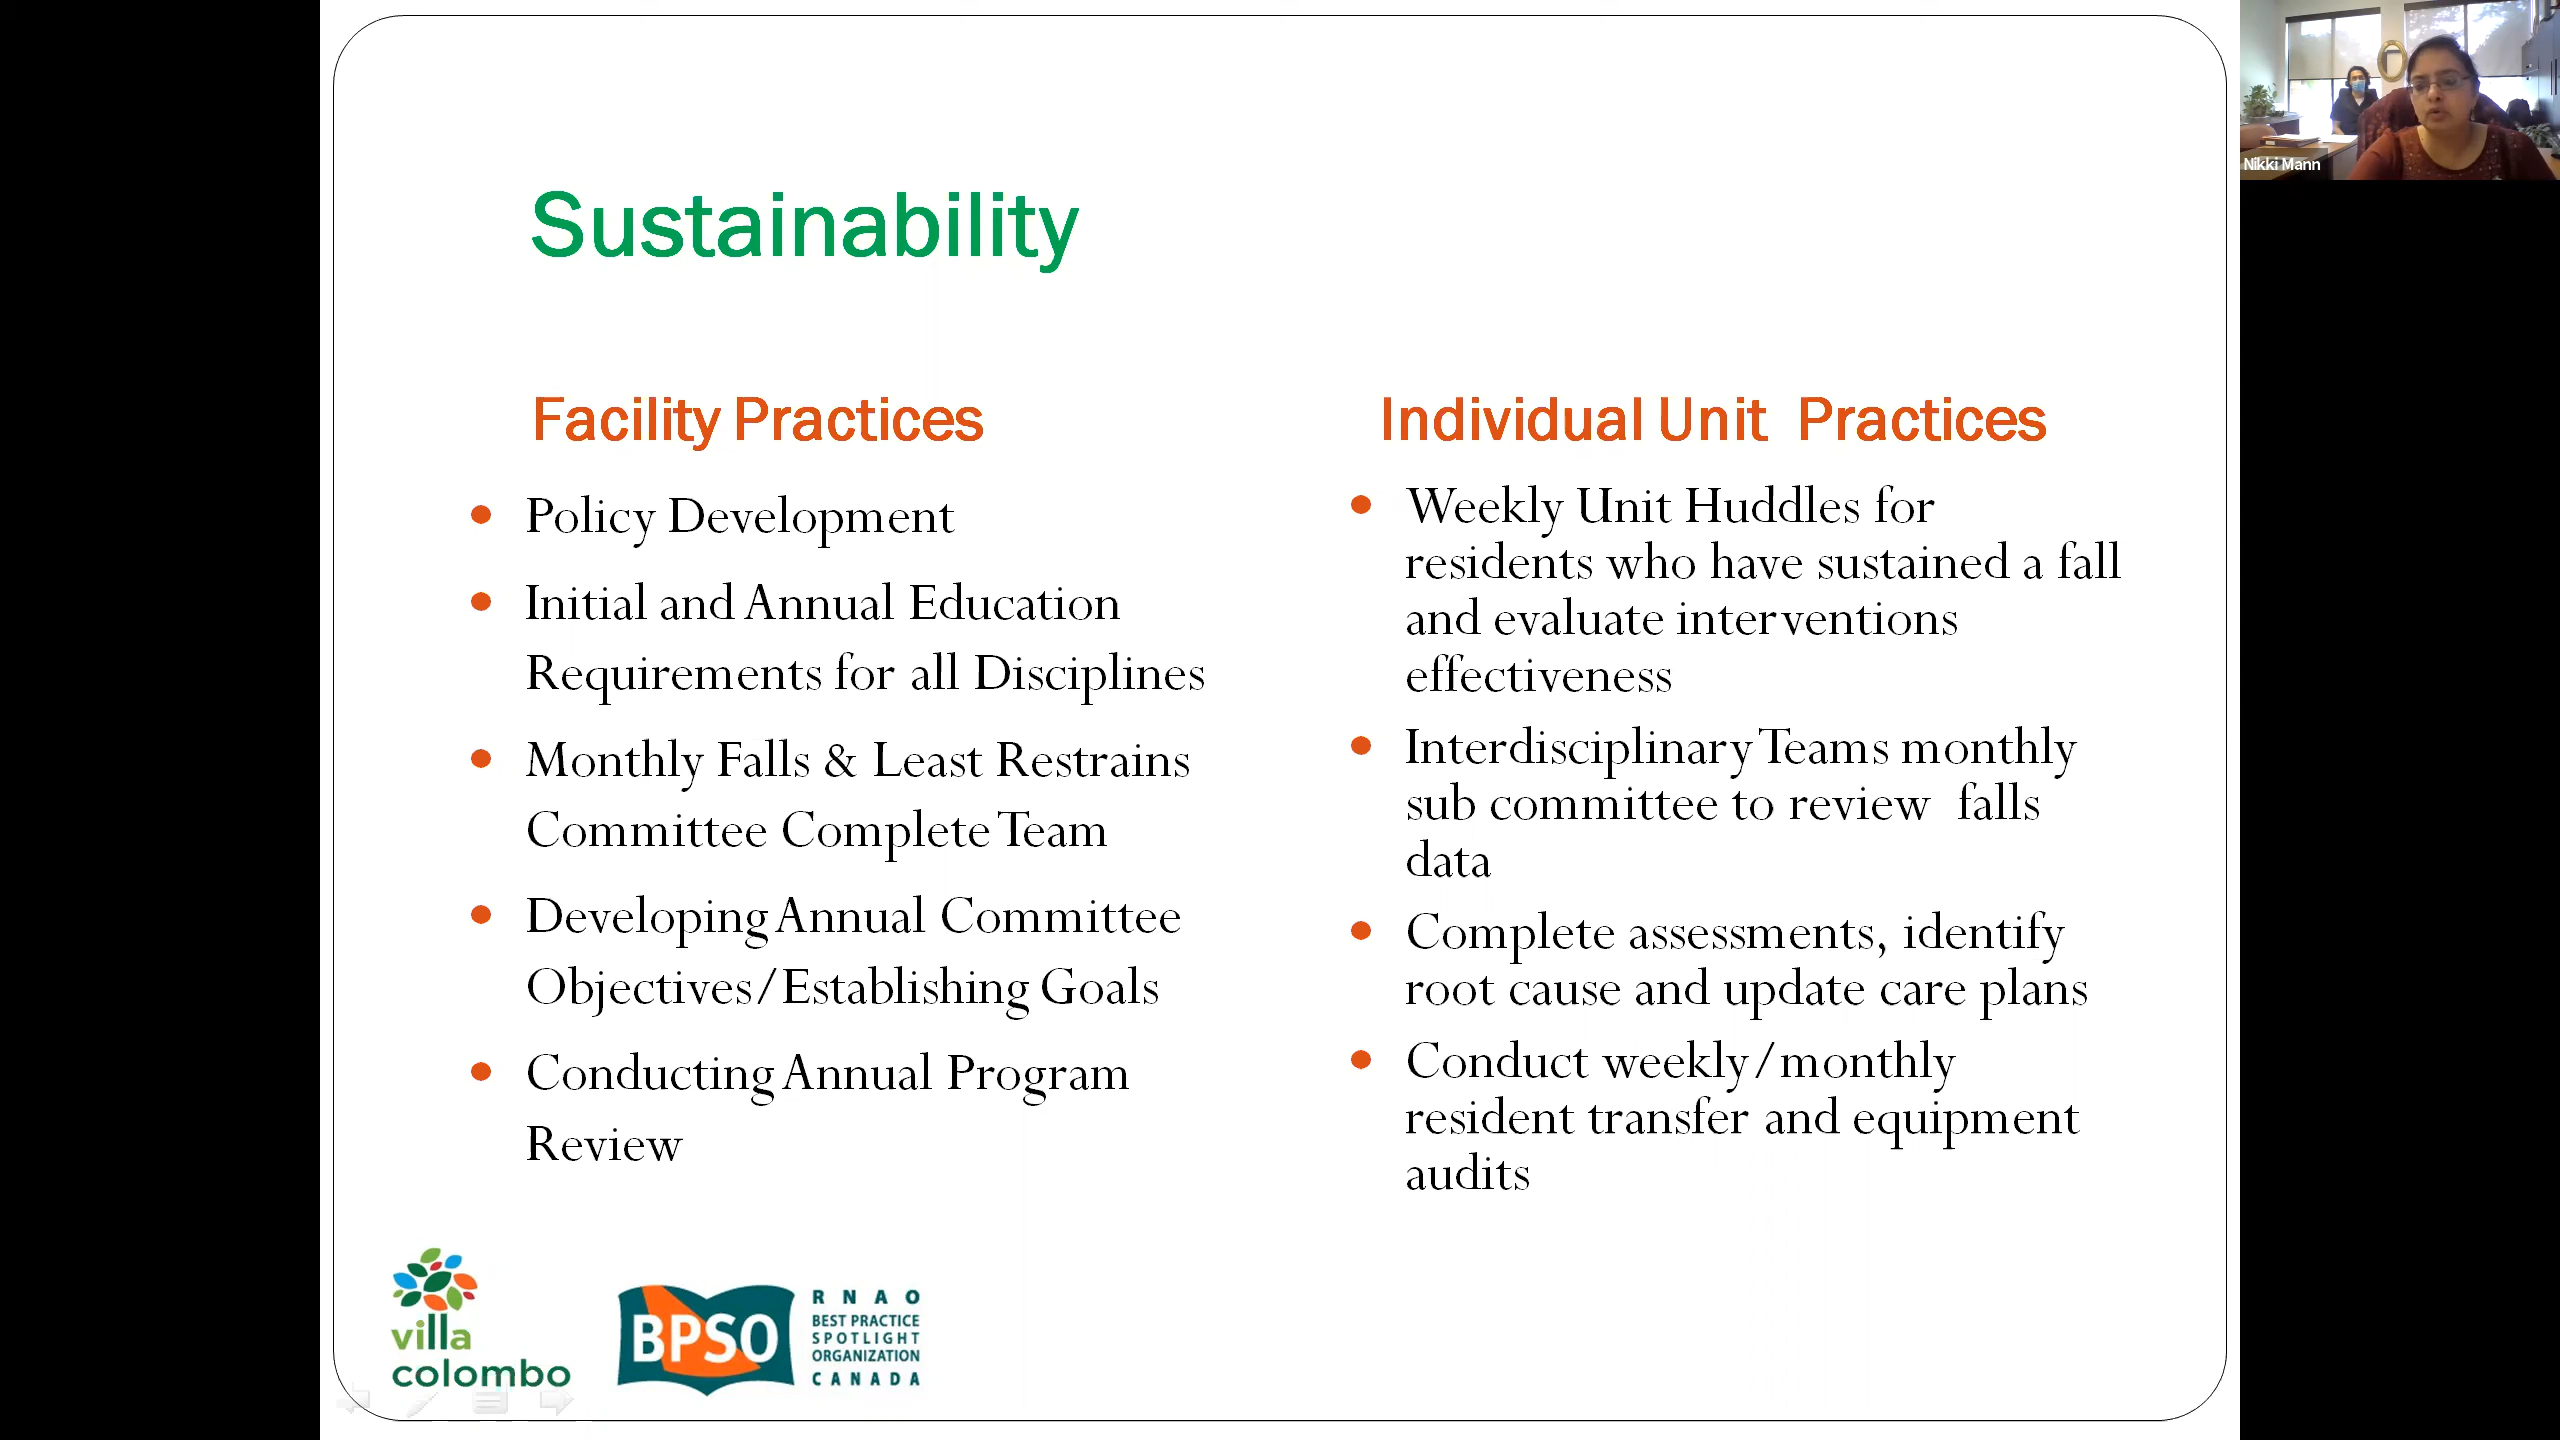 Sustainability
Facility Practices
Policy Development
Initial and Annual Education
Requirements for all Disciplines
Monthly Falls & Least Restrains
Committee Complete Team
Developing Annual Committee
Objectives/Establishing Goals
Conducting Annual Program
Review
Individual Unit Practices
Weekly Unit Huddles for
residents who have sustained a fall
and evaluate interventions
effectiveness
Interdisciplinary Teams monthly
sub committee to review falls
data
Complete assessments, identify
root cause and update care plans
Conduct weekly/monthly
resident transfer and equipment
audits
villa
colombo
BPSO
RNAO
BEST PRACTICE
SPOTLIGHT
ORGANIZATION
CANADA
Nikki Mann